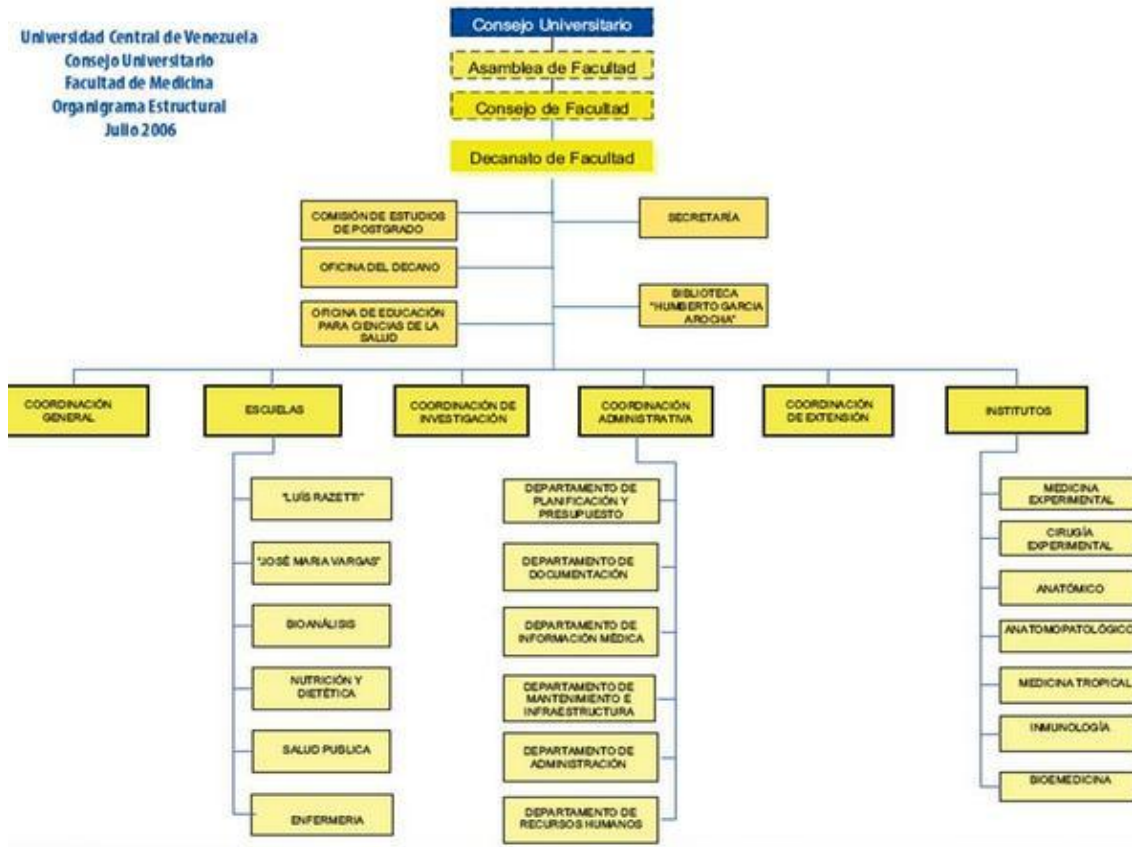 Universidad Central de Venezuela
Consejo Universitario
Facultad de Medicina
Organigrama Estructural
Julio 2006
Consejo Universitario
Asamblea de Facultad
Consejo de Facultad
Decanato de Facultad
COMISIÓN DE ESTUDIOS
DE POSTGRADO
SECRETARÍA
OFICINA DEL DECANO
OFICINA DE EDUCACIÓN
PARA CIENCIAS DE LA
SALUD
BIBLIOTECA
"HUMBERTO GARCIA
AROCHA"
COORDINACIÓN
GENERAL
ESCUELAS
COORDINACIÓN DE
INVESTIGACIÓN
COORDINACIÓN
ADMINISTRATIVA
COORDINACIÓN
DE EXTENSIÓN
INSTITUTOS
"LUÍS RAZETTI"
"JOSÉ MARIA VARGAS"
BIOANÁLISIS
NUTRICIÓN Y
DIETÉTICA
SALUD PUBLICA
ENFERMERIA
DEPARTAMENTO DE
PLANIFICACIÓN Y
PRESUPUESTO
DEPARTAMENTO DE
DOCUMENTACIÓN
DEPARTAMENTO DE
INFORMACIÓN MÉDICA
DEPARTAMENTO DE
MANTENIMIENTO E
INFRAESTRUCTURA
DEPARTAMENTO DE
ADMINISTRACIÓN
DEPARTAMENTO DE
RECURSOS HUMANOS
MEDICINA
EXPERIMENTAL
CIRUGÍA
EXPERIMENTAL
ANATÓMICO
ANATOMOPATOLÓGICO
MEDICINA TROPICAL
INMUNOLOGÍA
BIOEMEDICINA